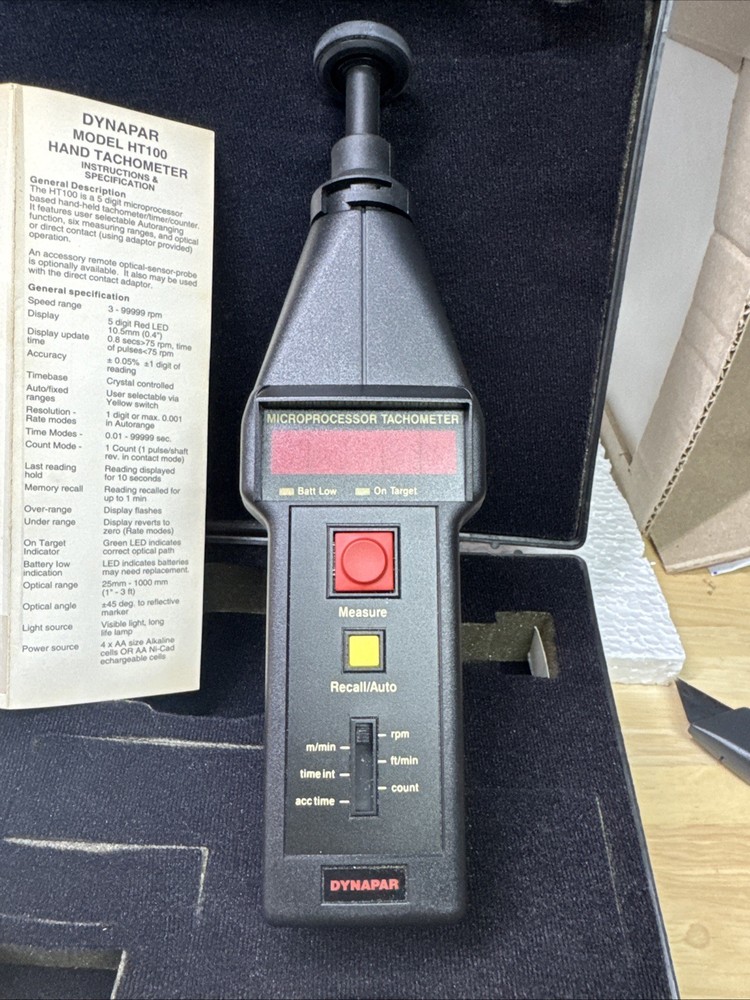 DYNAPAR
MODEL HT100
HAND TACHOMETER
INSTRUCTIONS &
SPECIFICATION
General Description
The HT100 is a 5 digit microprocessor
based hand-held tachometer/timer/counter.
It features user selectable Autoranging
function, six measuring ranges, and optical
or direct contact (using adaptor provided)
operation.
An accessory remote optical-sensor-probe
is optionally available. It also may be used
with the direct contact adaptor.
General specification
Speed range 3 - 99999 rpm
Display 5 digit Red LED
10.5mm (0.4")
Display update 0.8 secs>75 rpm, time
time of pulses<75 rpm
Accuracy ± 0.05% ±1 digit of
reading
Timebase Crystal controlled
Auto/fixed User selectable via
ranges Yellow switch
Resolution - 1 digit or max. 0.001
Rate modes in Autorange
Time Modes - 0.01 - 99999 sec.
Count Mode - 1 Count (1 pulse/shaft
rev. in contact mode)
Last reading Reading displayed
hold for 10 seconds
Memory recall Reading recalled for
up to 1 min
Over-range Display flashes
Under range Display reverts to
zero (Rate modes)
On Target Green LED indicates
Indicator correct optical path
Battery low LED indicates batteries
indication may need replacement.
Optical range 25mm - 1000 mm
(1" - 3 ft)
Optical angle ±45 deg. to reflective
marker
Light source Visible light, long
life lamp
Power source 4 x AA size Alkaline
cells OR AA Ni-Cad
echargeable cells
MICROPROCESSOR TACHOMETER
Batt Low On Target
Measure
Recall/Auto
rpm
m/min
ft/min
time int
count
acc time
DYNAPAR